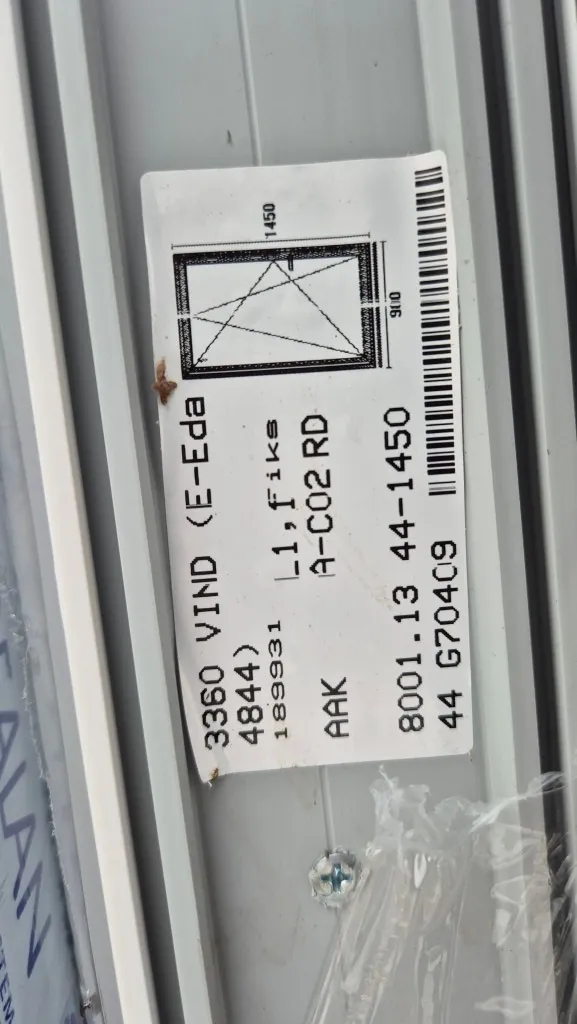 3360 VIND (E-Eda
4844)
189931 L1,fiks
AAK A-C02 RD
8001.13 44-1450
44 G70409
1450
900